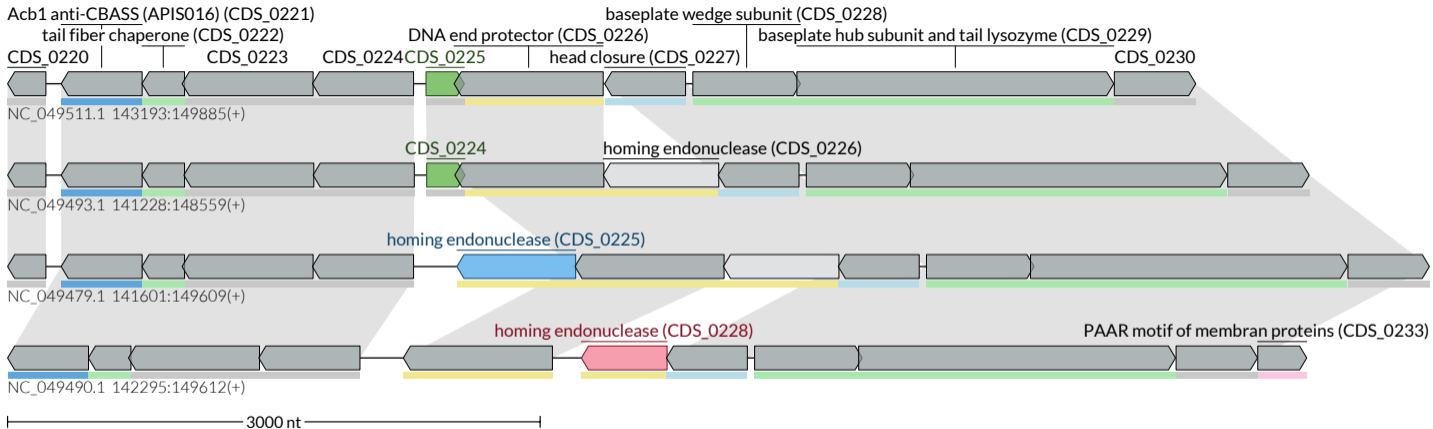 Acb1 anti-CBASS (APIS016) (CDS_0221) baseplate wedge subunit (CDS_0228)
tail fiber chaperone (CDS_0222) DNA end protector (CDS_0226) baseplate hub subunit and tail lysozyme (CDS_0229)
CDS_0220 CDS_0223 CDS_0224 CDS_0225 head closure (CDS_0227) CDS_0230
NC_049511.1 143193:149885(+)
CDS_0224 homing endonuclease (CDS_0226)
NC_049493.1 141228:148559(+)
homing endonuclease (CDS_0225)
NC_049479.1 141601:149609(+)
homing endonuclease (CDS_0228) PAAR motif of membran proteins (CDS_0233)
NC_049490.1 142295:149612(+)
3000 nt